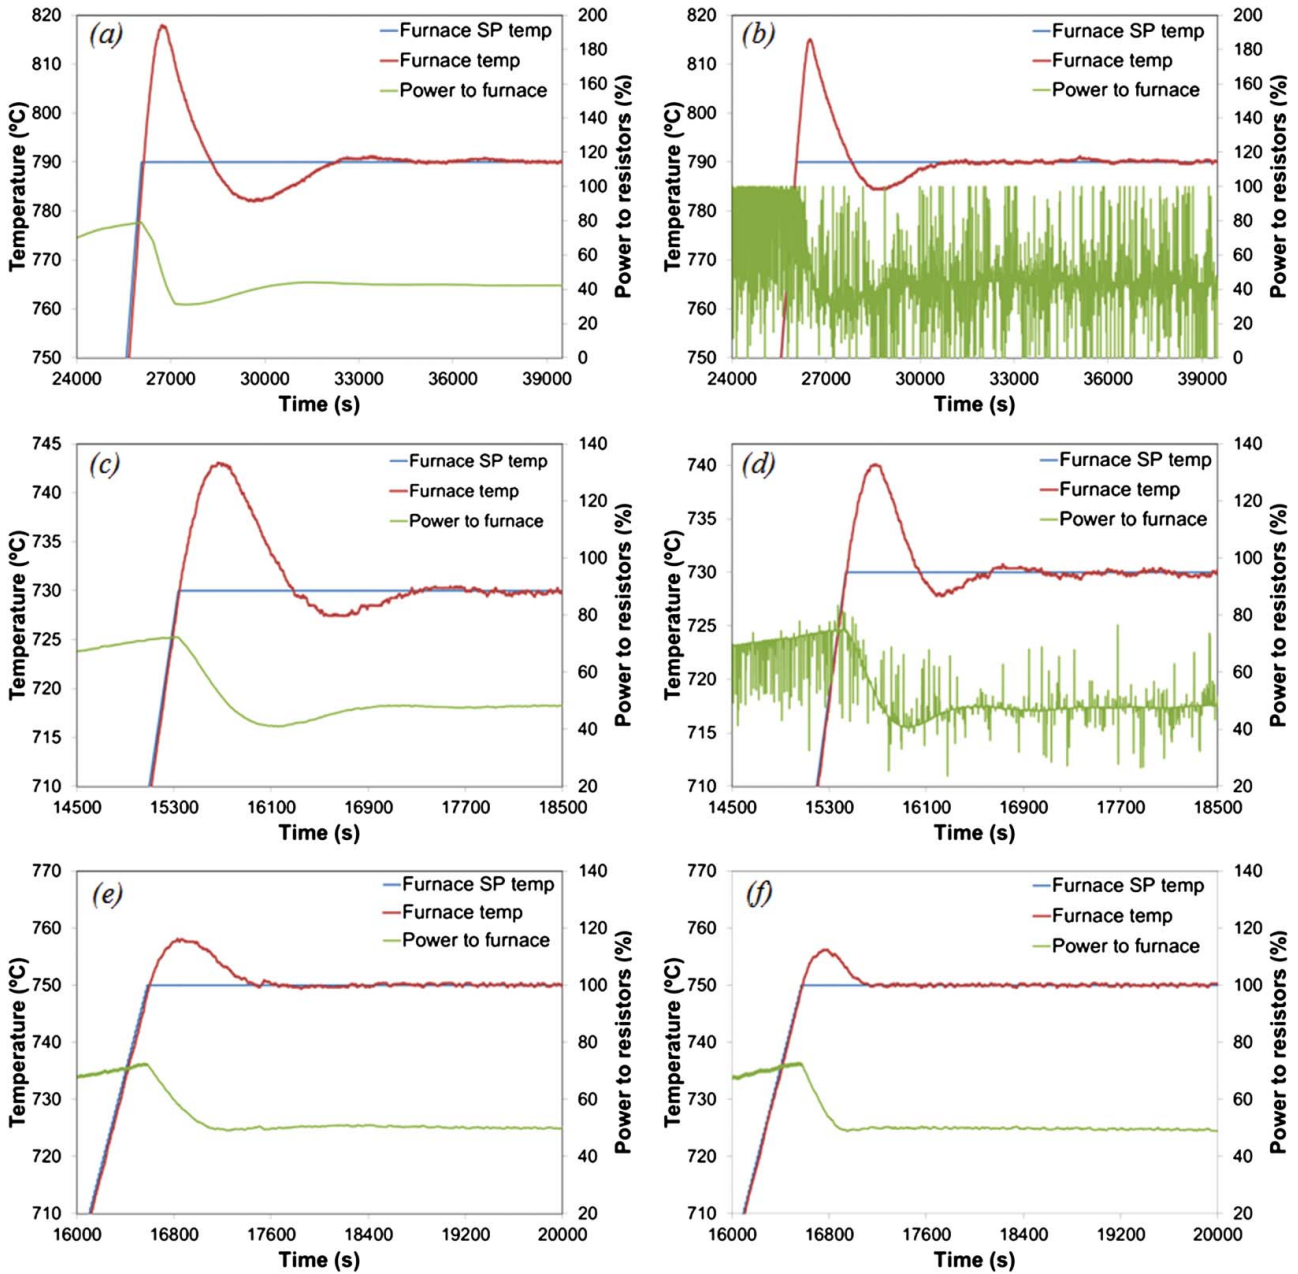 (a)
Furnace SP temp
Furnace temp
Power to furnace
Temperature (ºC)
820
810
800
790
780
770
760
750
200
180
160
140
120
100
80
60
40
20
0
Power to resistors (%)
24000 27000 30000 33000 36000 39000
Time (s)
(b)
Furnace SP temp
Furnace temp
Power to furnace
Temperature (ºC)
820
810
800
790
780
770
760
750
200
180
160
140
120
100
80
60
40
20
0
Power to resistors (%)
24000 27000 30000 33000 36000 39000
Time (s)
(c)
Furnace SP temp
Furnace temp
Power to furnace
Temperature (ºC)
745
740
735
730
725
720
715
710
140
120
100
80
60
40
20
Power to resistors (%)
14500 15300 16100 16900 17700 18500
Time (s)
(d)
Furnace SP temp
Furnace temp
Power to furnace
Temperature (ºC)
740
735
730
725
720
715
710
140
120
100
80
60
40
20
Power to resistors (%)
14500 15300 16100 16900 17700 18500
Time (s)
(e)
Furnace SP temp
Furnace temp
Power to furnace
Temperature (ºC)
770
760
750
740
730
720
710
140
120
100
80
60
40
20
Power to resistors (%)
16000 16800 17600 18400 19200 20000
Time (s)
(f)
Furnace SP temp
Furnace temp
Power to furnace
Temperature (ºC)
770
760
750
740
730
720
710
140
120
100
80
60
40
20
Power to resistors (%)
16000 16800 17600 18400 19200 20000
Time (s)